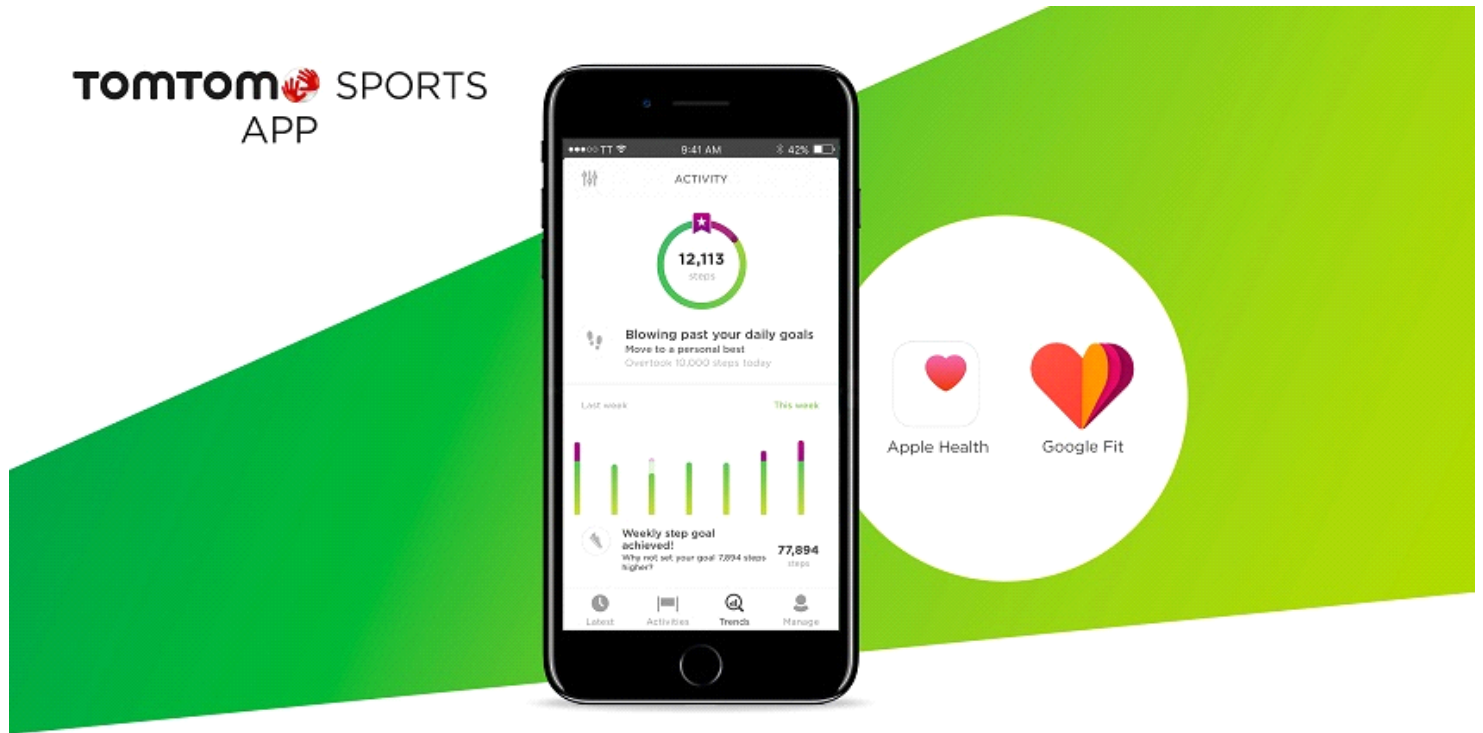 TOMTOM SPORTS
APP
TT 9:41 AM 42%
ACTIVITY
12,113
steps
Blowing past your daily goals
Move to a personal best
Overtook 10,000 steps today
Last week This week
Weekly step goal
achieved!
Why not set your goal 7,894 steps
higher?
77,894
steps
Latest Activities Trends Manage
Apple Health Google Fit